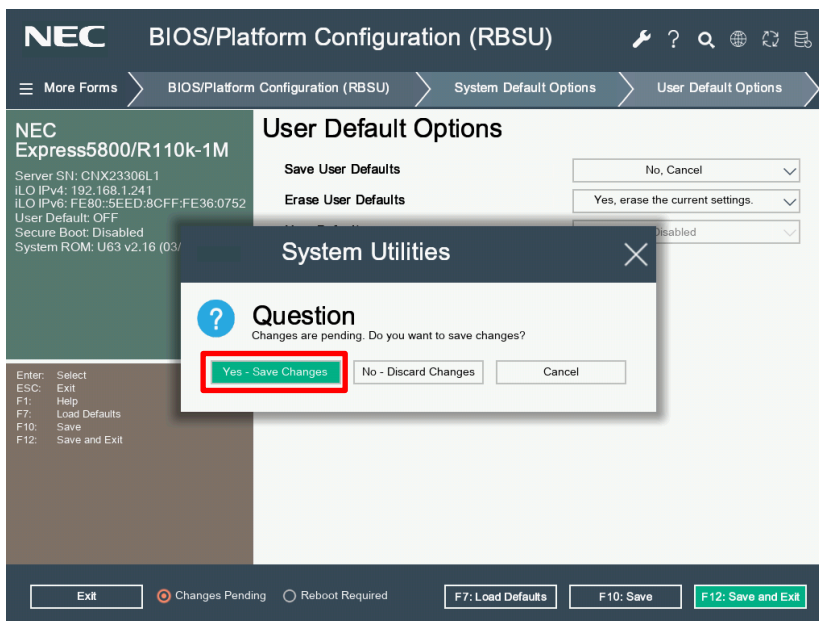 NEC BIOS/Platform Configuration (RBSU) ?
More Forms BIOS/Platform Configuration (RBSU) System Default Options User Default Options
NEC
Express5800/R110k-1M
Server SN: CNX23306L1
iLO IPv4: 192.168.1.241
iLO IPv6: FE80::5EED:8CFF:FE36:0752
User Default: OFF
Secure Boot: Disabled
System ROM: U63 v2.16 (03/
Enter: Select
ESC: Exit
F1: Help
F7: Load Defaults
F10: Save
F12: Save and Exit
User Default Options
Save User Defaults No, Cancel
Erase User Defaults Yes, erase the current settings.
Disabled
System Utilities
?
Question
Changes are pending. Do you want to save changes?
Yes - Save Changes No - Discard Changes Cancel
Exit Changes Pending Reboot Required F7: Load Defaults F10: Save F12: Save and Exit